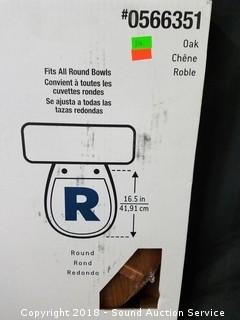 #0566351
Oak
Chêne
Roble
Fits All Round Bowls
Convient à toutes les
cuvettes rondes
Se ajusta a todas las
tazas redondas
R
16.5 in
41,91 cm
Round
Rond
Redondo
Copyright 2018 - Sound Auction Service